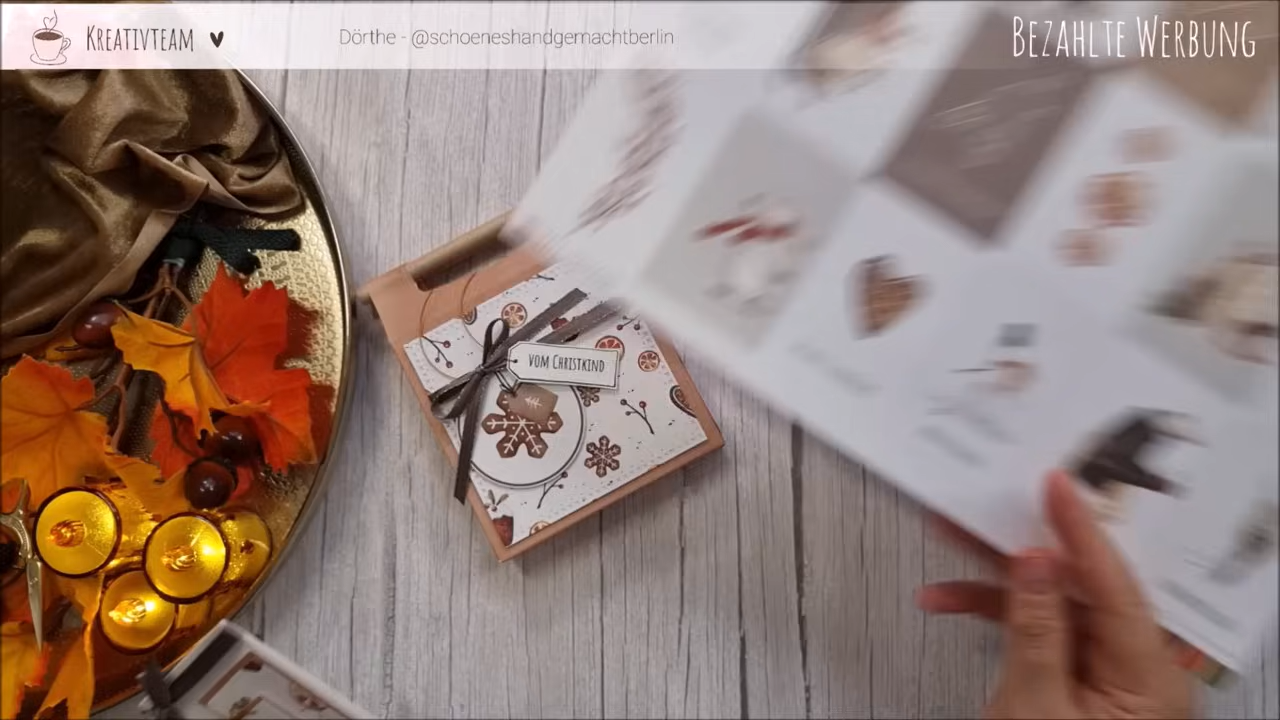 KREATIVTEAM ♥
Dörthe - @schoeneshandgemachtberlin
BEZAHLTE WERBUNG
VOM CHRISTKIND